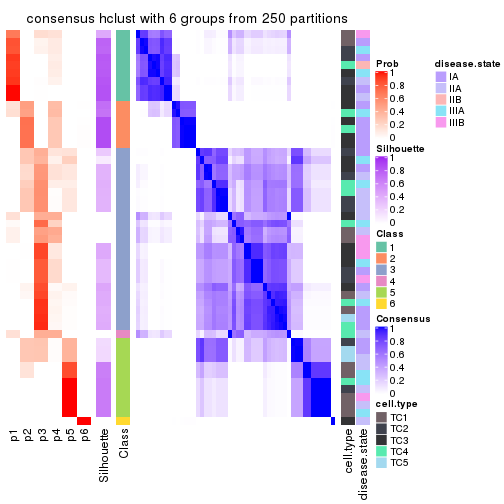 consensus hclust with 6 groups from 250 partitions
p1
p2
p3
p4
p5
p6
Silhouette
Class
cell.type
disease.state
Prob
1
0.8
0.6
0.4
0.2
0
Silhouette
1
0.8
0.6
0.4
0.2
0
Class
1
2
3
4
5
6
Consensus
1
0.8
0.6
0.4
0.2
0
cell.type
TC1
TC2
TC3
TC4
TC5
disease.state
IA
IIA
IIB
IIIA
IIIB